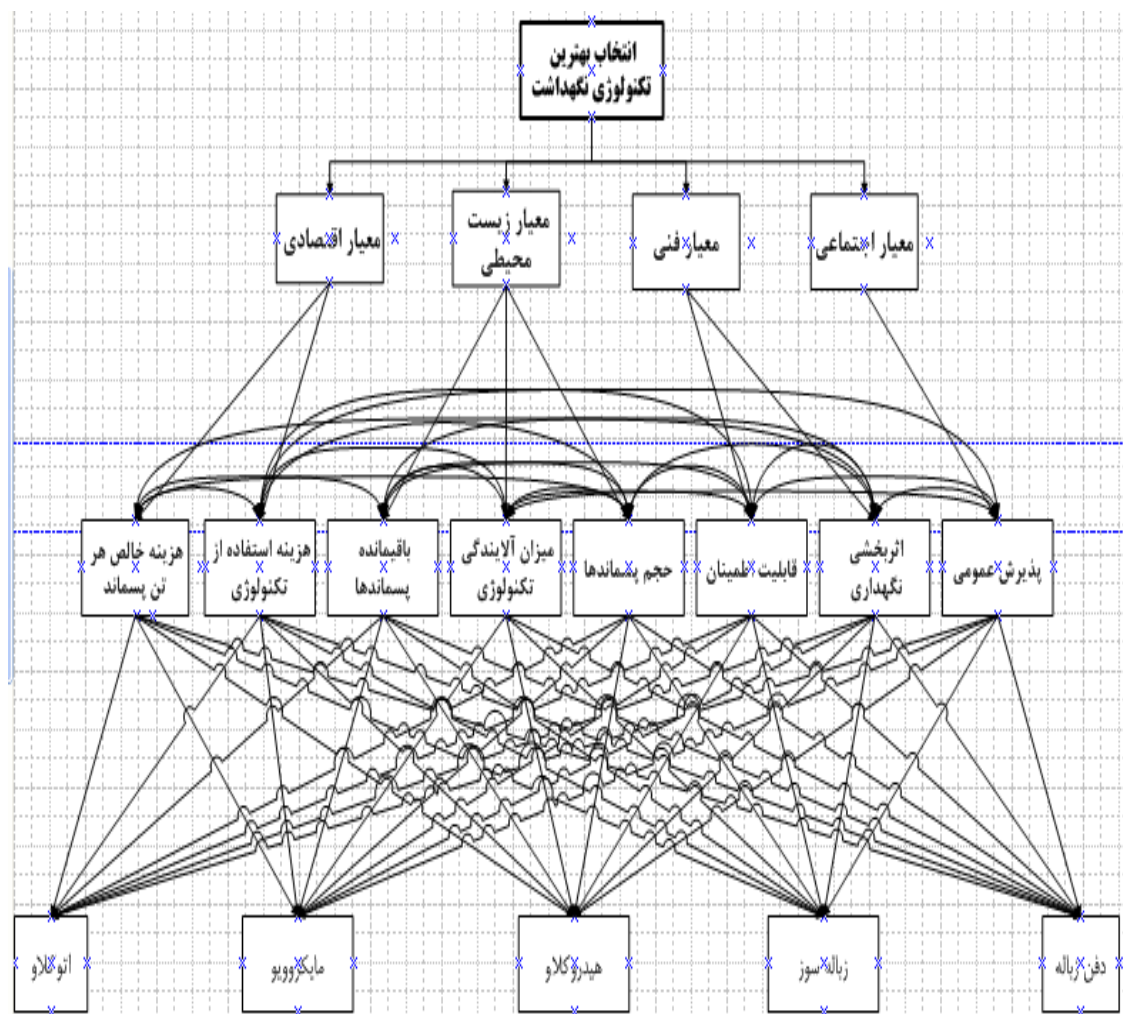 انتخاب بهترین
تکنولوژی نگهداشت
معیار اجتماعی
معیار فنی
معیار زیست
محیطی
معیار اقتصادی
پذیرش عمومی
اثربخشی
نگهداری
قابلیت اطمینان
حجم پسماندها
میزان آلایندگی
تکنولوژی
باقیمانده
پسماندها
هزینه استفاده از
تکنولوژی
هزینه خالص هر
تن پسماند
دفن زباله
زباله سوز
هیدروکلاو
مایکروویو
اتوکلاو